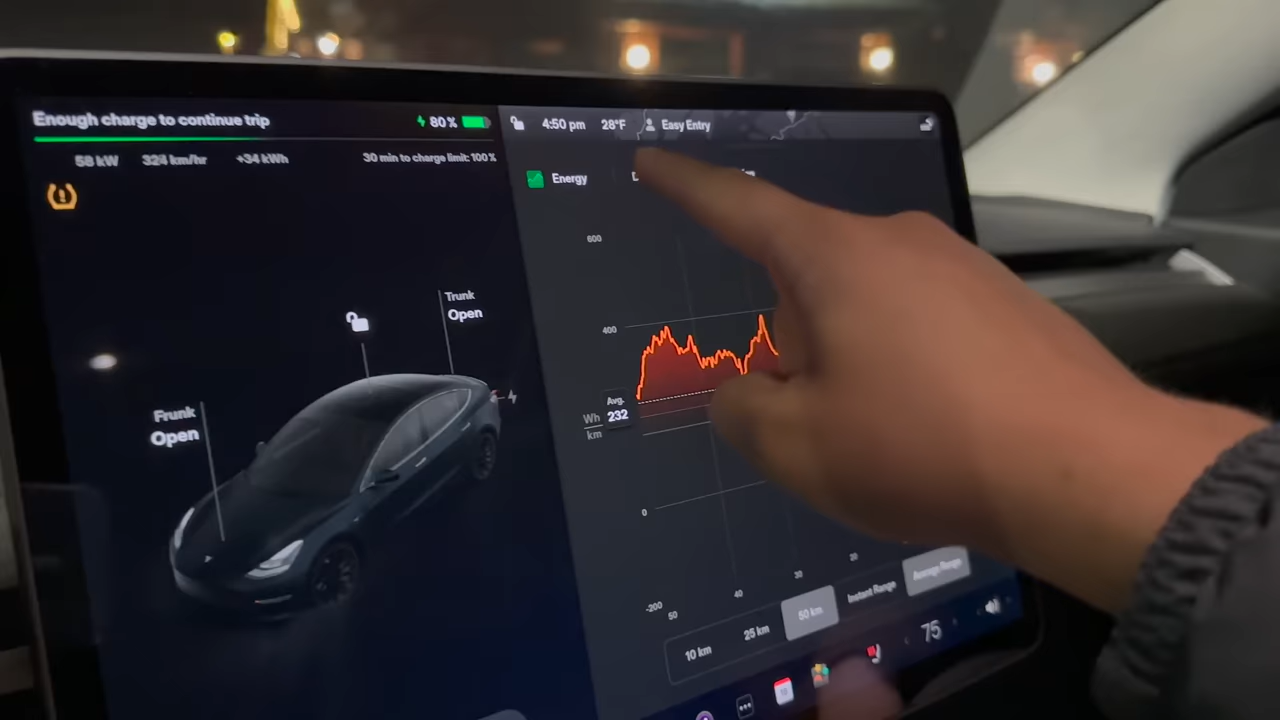 Enough charge to continue trip
80%
58 kW 324 km/hr +34 kWh 30 min to charge limit: 100%
Trunk
Open
Frunk
Open
4:50 pm 28°F Easy Entry
Energy
600
400
Avg.
232
Wh
km
0
-200
50 40 30 20
10 km 25 km 50 km Instant Range Average Range
75